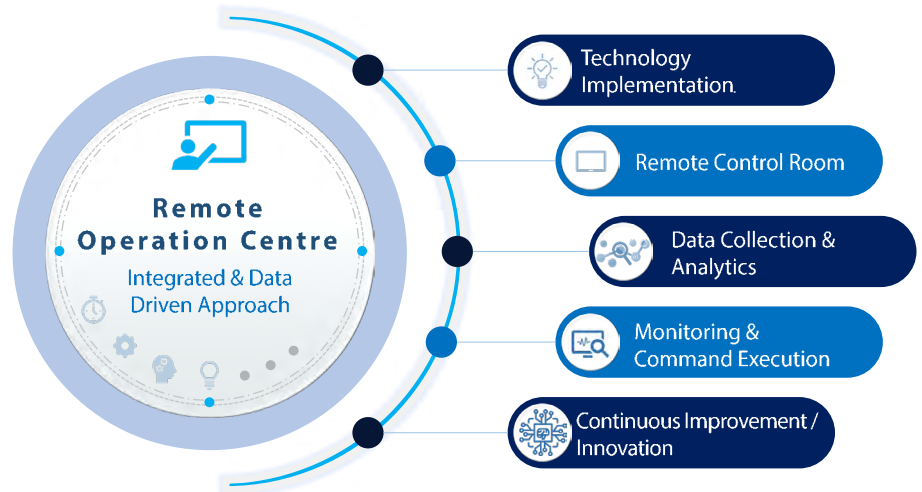 Remote
Operation Centre
Integrated & Data
Driven Approach
Technology
Implementation.
Remote Control Room
Data Collection &
Analytics
Monitoring &
Command Execution
Continuous Improvement /
Innovation